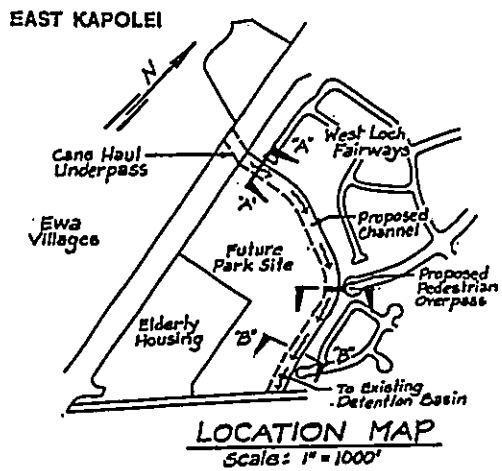 EAST KAPOLEI
N
Cane Haul
Underpass
"A"
West Loch
Fairways
"A"
Ewa
Villages
Proposed
Channel
Future
Park Site
Proposed
Pedestrian
Overpass
Elderly
Housing
"B"
"B"
To Existing
Detention Basin
LOCATION MAP
Scale: 1" = 1000'